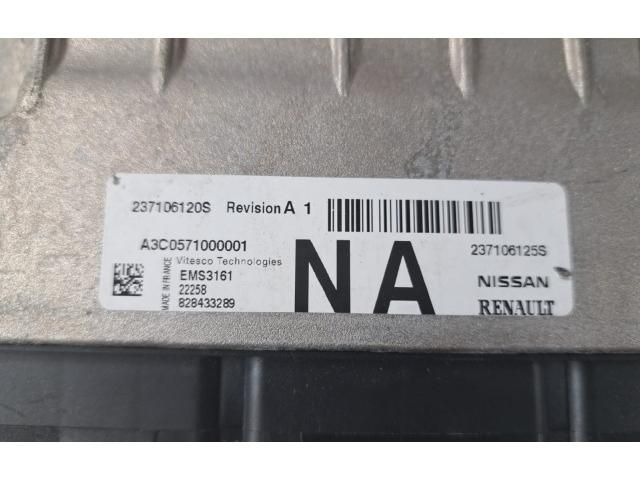 237106120S Revision A 1
A3C0571000001
Vitesco Technologies
EMS3161
22258
828433289
MADE IN FRANCE
NA
237106125S
NISSAN
RENAULT